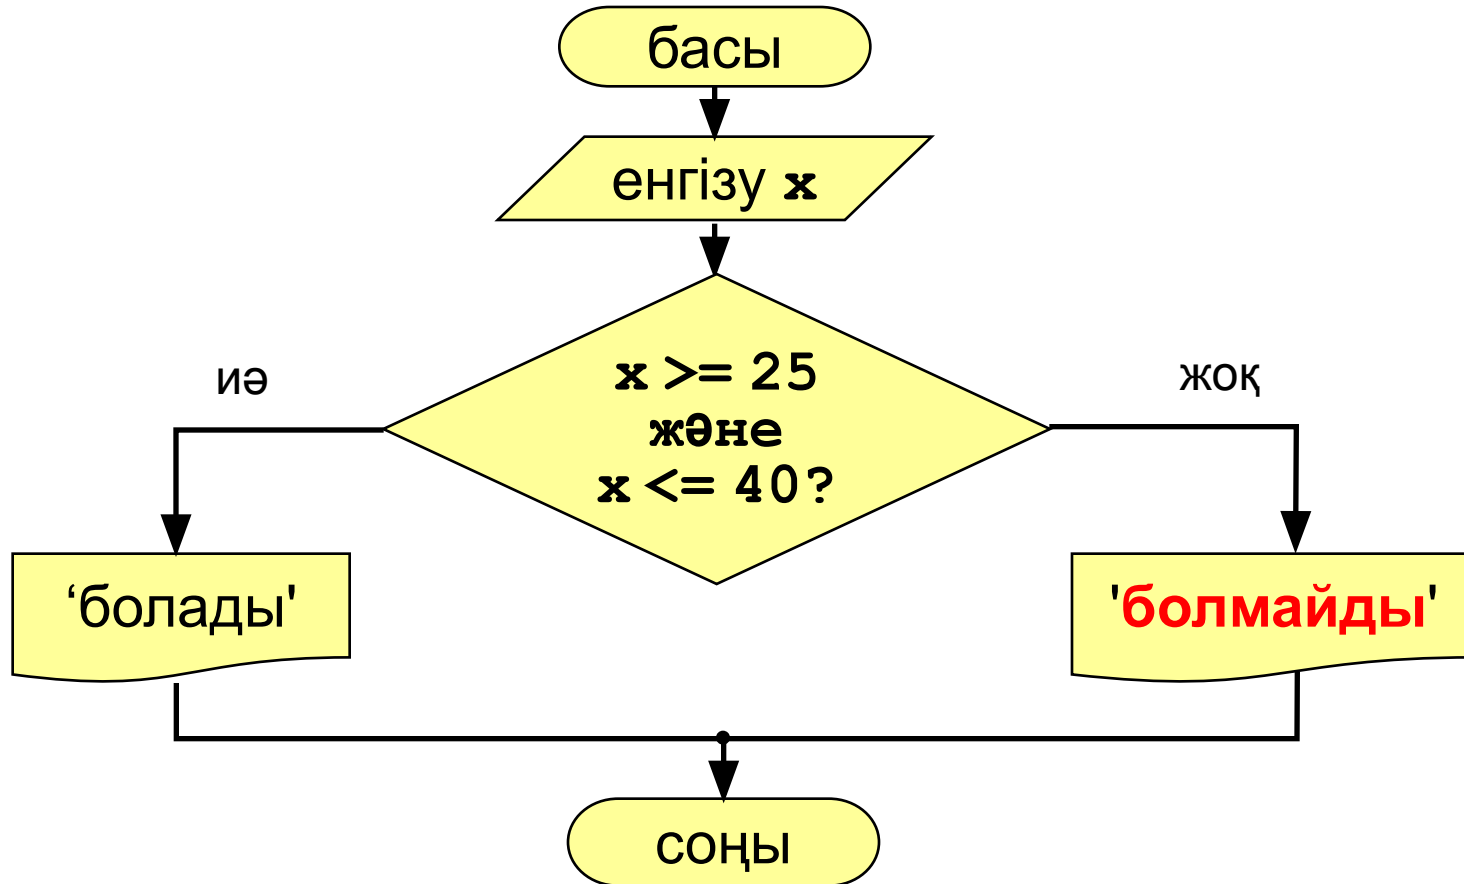 басы
енгізу x
x >= 25
және
x <= 40?
иә
жоқ
‘болады'
'болмайды'
соңы